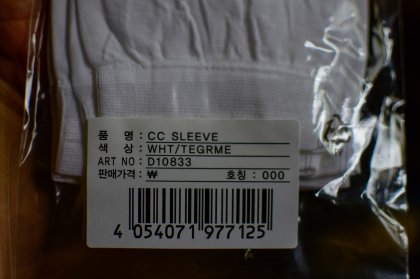 품 명 : CC SLEEVE
색 상 : WHT/TEGRME
ART NO : D10833
판매가격 : ₩ 호칭 : 000
4 054071 977125